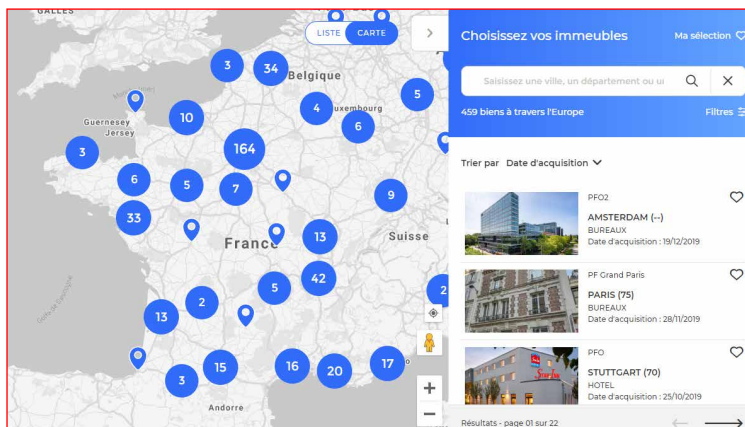 GALLES
LISTE
CARTE
3
34
Belgique
5
4
uxembourg
6
Guernesey
Jersey
10
3
164
6
5
7
9
33
France
13
Suisse
42
5
2
2
13
15
3
16
20
17
Andorre
+
−
Choisissez vos immeubles
Ma sélection
Saisissez une ville, un département ou u
459 biens à travers l'Europe
Filtres
Trier par Date d'acquisition
PFO2
AMSTERDAM (--)
BUREAUX
Date d'acquisition : 19/12/2019
PF Grand Paris
PARIS (75)
BUREAUX
Date d'acquisition : 28/11/2019
PFO
STUTTGART (70)
HOTEL
Date d'acquisition : 25/10/2019
Résultats - page 01 sur 22